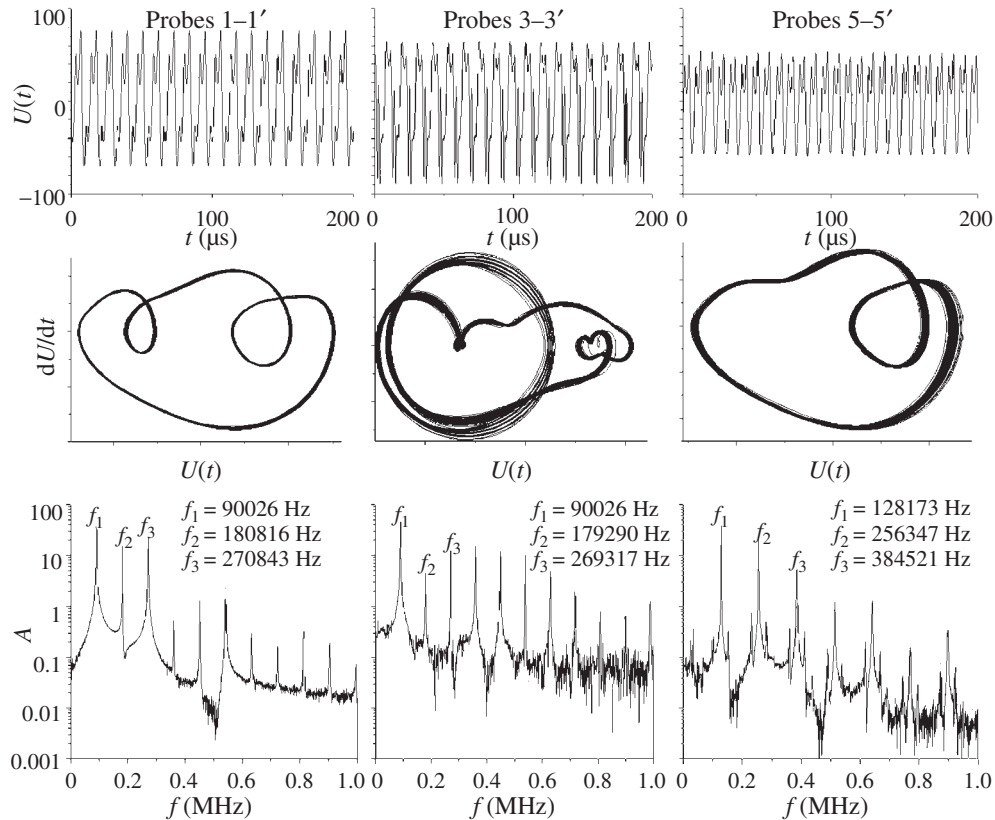 Probes 1–1′ Probes 3–3′ Probes 5–5′
100
0
−100
U(t)
0 100 200 0 100 200 0 100 200
t (μs) t (μs) t (μs)
dU/dt
U(t) U(t) U(t)
100
10
1
0.1
0.01
0.001
A
f1 f2 f3
f1 = 90026 Hz
f2 = 180816 Hz
f3 = 270843 Hz
f1 f2 f3
f1 = 90026 Hz
f2 = 179290 Hz
f3 = 269317 Hz
f1 f2 f3
f1 = 128173 Hz
f2 = 256347 Hz
f3 = 384521 Hz
0 0.2 0.4 0.6 0.8 1.0 0 0.2 0.4 0.6 0.8 1.0 0 0.2 0.4 0.6 0.8 1.0
f (MHz) f (MHz) f (MHz)